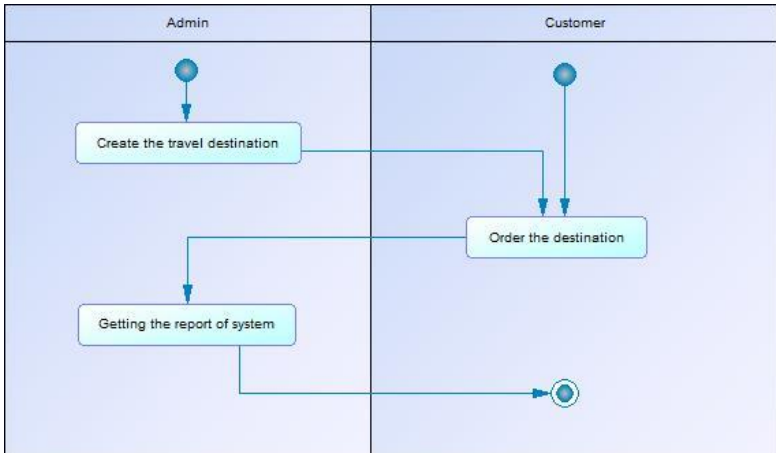 Admin
Customer
Create the travel destination
Order the destination
Getting the report of system